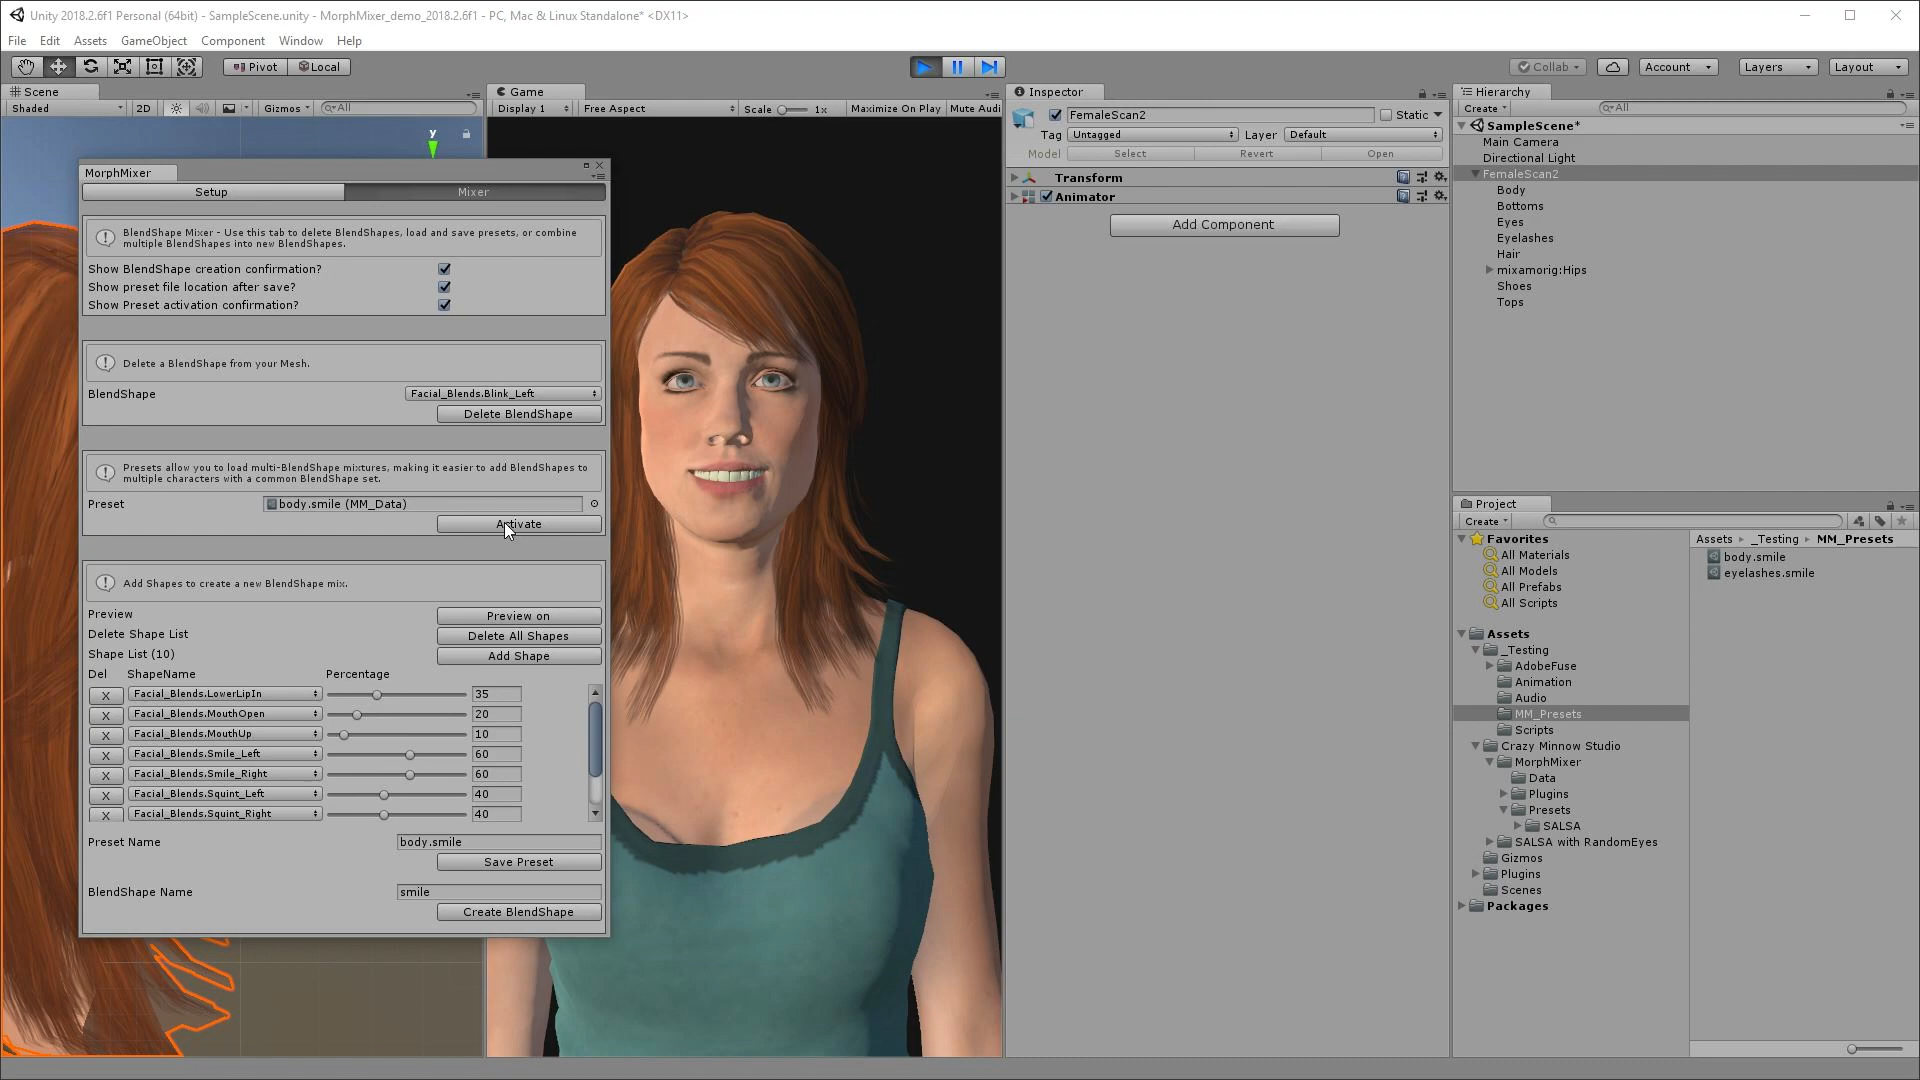 Unity 2018.2.6f1 Personal (64bit) - SampleScene.unity - MorphMixer_demo_2018.2.6f1 - PC, Mac & Linux Standalone* <DX11>
File Edit Assets GameObject Component Window Help
Pivot Local
Collab Account Layers Layout
Scene
Shaded 2D Gizmos All
y
Game
Display 1 Free Aspect Scale 1x Maximize On Play Mute Audi
MorphMixer
Setup Mixer
BlendShape Mixer - Use this tab to delete BlendShapes, load and save presets, or combine
multiple BlendShapes into new BlendShapes.
Show BlendShape creation confirmation?
Show preset file location after save?
Show Preset activation confirmation?
Delete a BlendShape from your Mesh.
BlendShape Facial_Blends.Blink_Left
Delete BlendShape
Presets allow you to load multi-BlendShape mixtures, making it easier to add BlendShapes to
multiple characters with a common BlendShape set.
Preset body.smile (MM_Data)
Activate
Add Shapes to create a new BlendShape mix.
Preview Preview on
Delete Shape List Delete All Shapes
Shape List (10) Add Shape
Del ShapeName Percentage
X Facial_Blends.LowerLipIn 35
X Facial_Blends.MouthOpen 20
X Facial_Blends.MouthUp 10
X Facial_Blends.Smile_Left 60
X Facial_Blends.Smile_Right 60
X Facial_Blends.Squint_Left 40
X Facial_Blends.Squint_Right 40
Preset Name body.smile
Save Preset
BlendShape Name smile
Create BlendShape
Inspector
FemaleScan2 Static
Tag Untagged Layer Default
Model Select Revert Open
Transform
Animator
Add Component
Hierarchy
Create All
SampleScene*
Main Camera
Directional Light
FemaleScan2
Body
Bottoms
Eyes
Eyelashes
Hair
mixamorig:Hips
Shoes
Tops
Project
Create
Favorites
All Materials
All Models
All Prefabs
All Scripts
Assets
_Testing
AdobeFuse
Animation
Audio
MM_Presets
Scripts
Crazy Minnow Studio
MorphMixer
Data
Plugins
Presets
SALSA
SALSA with RandomEyes
Gizmos
Plugins
Scenes
Packages
Assets _Testing MM_Presets
body.smile
eyelashes.smile